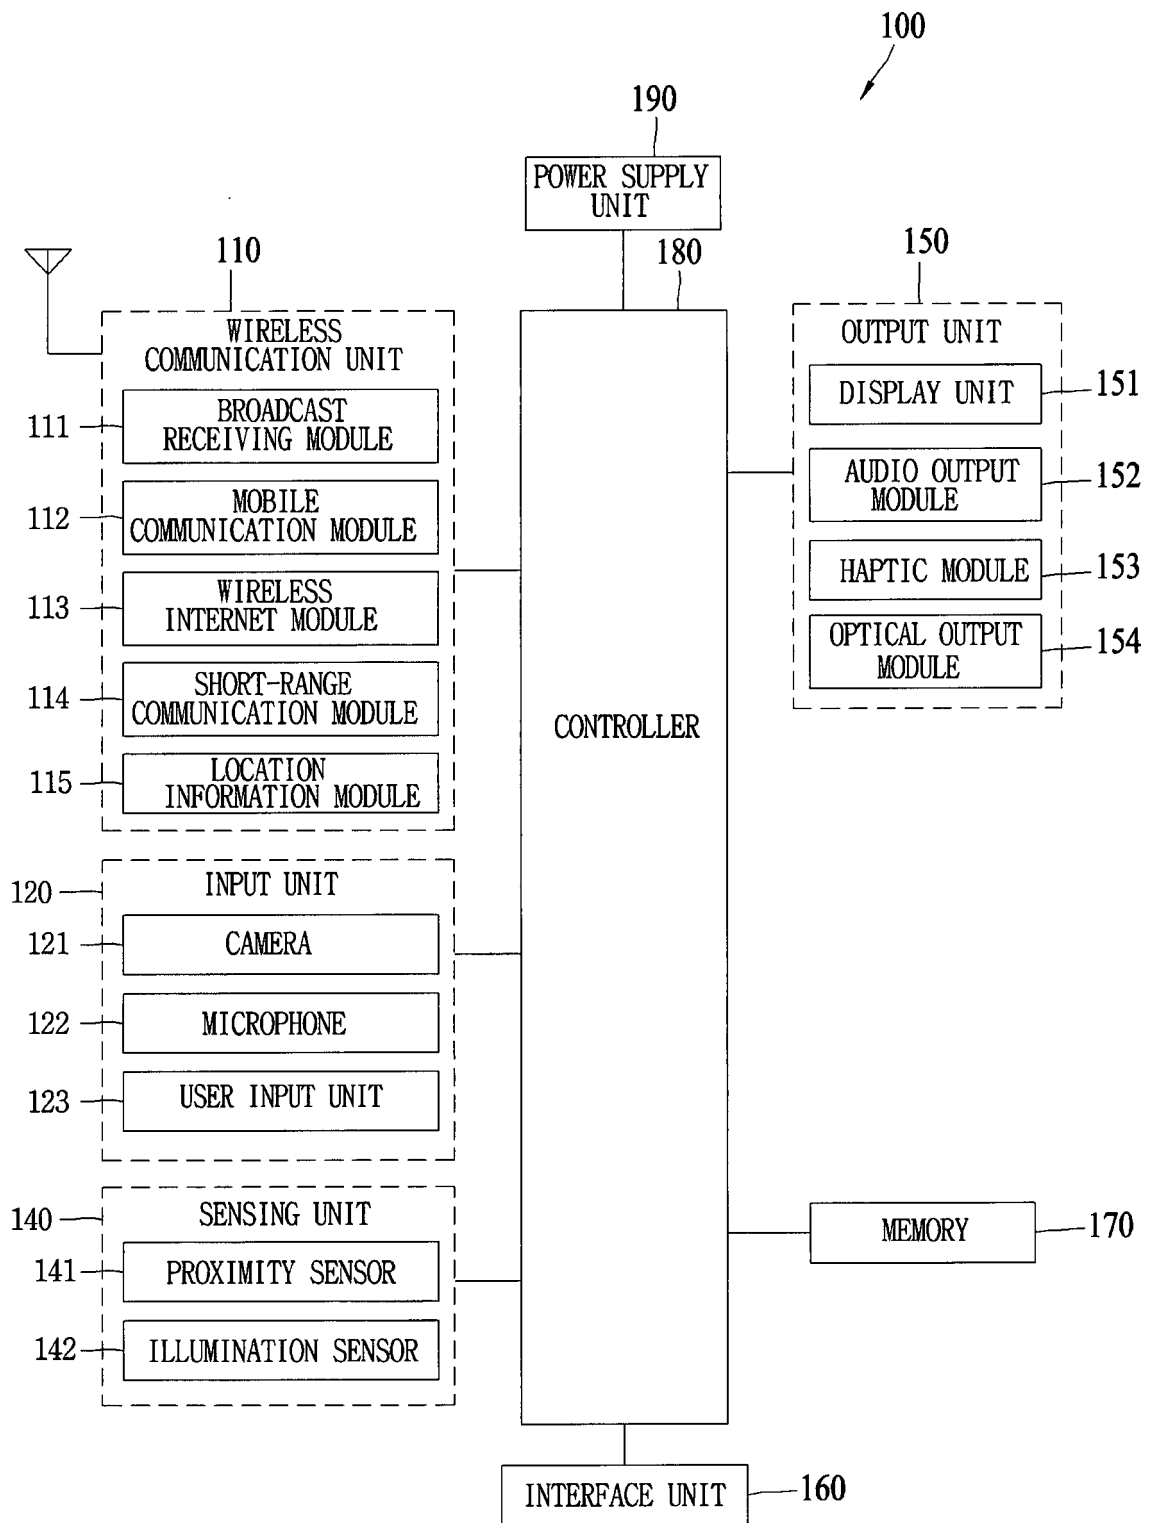 100
190
POWER SUPPLY
UNIT
110
180
150
WIRELESS
COMMUNICATION UNIT
111
BROADCAST
RECEIVING MODULE
112
MOBILE
COMMUNICATION MODULE
113
WIRELESS
INTERNET MODULE
114
SHORT-RANGE
COMMUNICATION MODULE
115
LOCATION
INFORMATION MODULE
120
INPUT UNIT
121
CAMERA
122
MICROPHONE
123
USER INPUT UNIT
140
SENSING UNIT
141
PROXIMITY SENSOR
142
ILLUMINATION SENSOR
CONTROLLER
OUTPUT UNIT
DISPLAY UNIT
151
AUDIO OUTPUT
MODULE
152
HAPTIC MODULE
153
OPTICAL OUTPUT
MODULE
154
MEMORY
170
INTERFACE UNIT
160